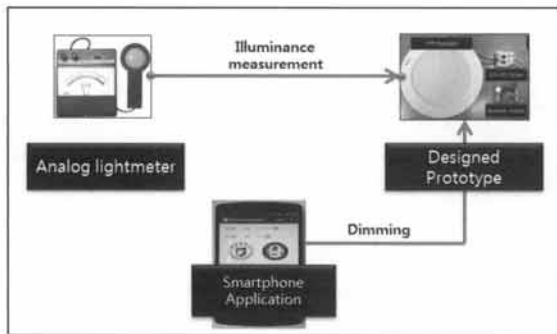 Illuminance
measurement
Analog lightmeter
Designed
Prototype
Dimming
Smartphone
Application